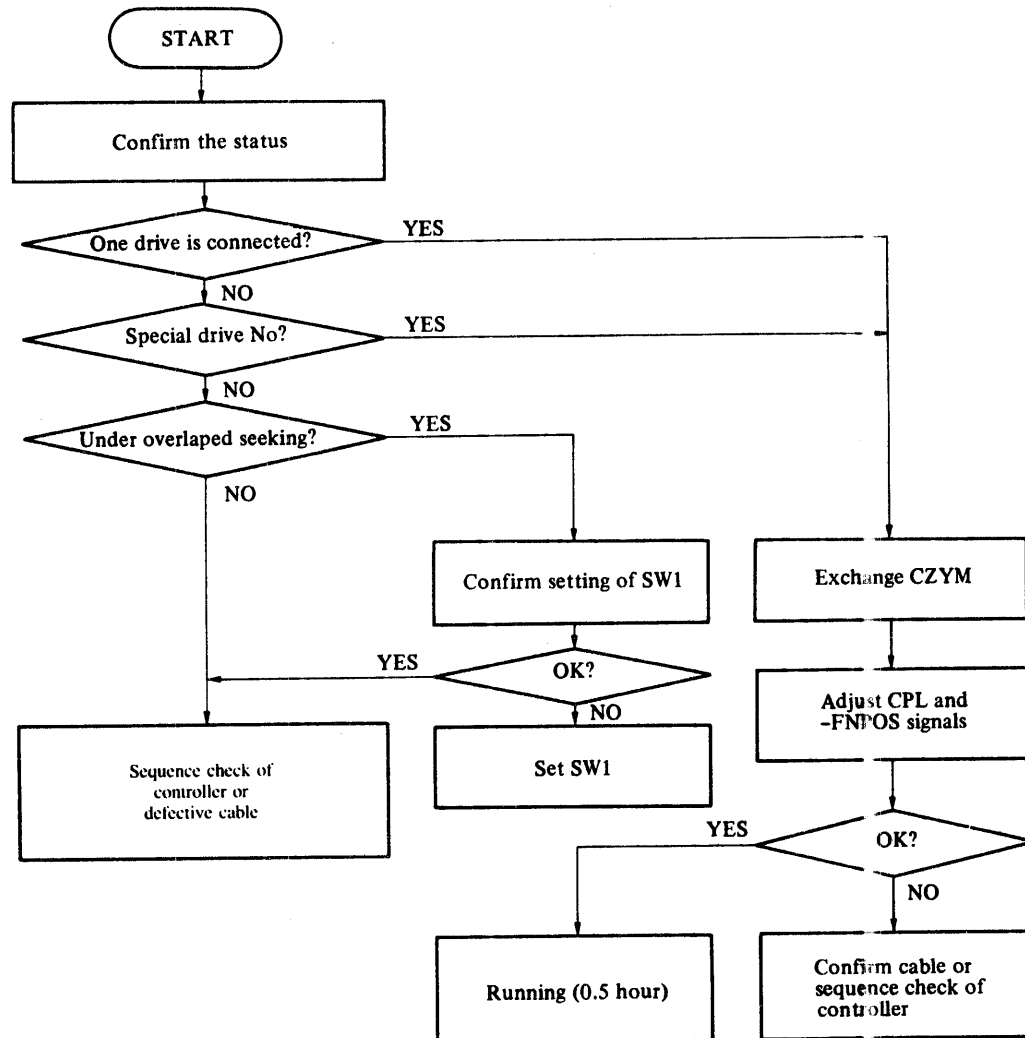 START
Confirm the status
One drive is connected?
YES
NO
Special drive No?
YES
NO
Under overlaped seeking?
YES
NO
Confirm setting of SW1
Exchange CZYM
YES
OK?
NO
Adjust CPL and
-FNPOS signals
Sequence check of
controller or
defective cable
Set SW1
YES
OK?
NO
Running (0.5 hour)
Confirm cable or
sequence check of
controller